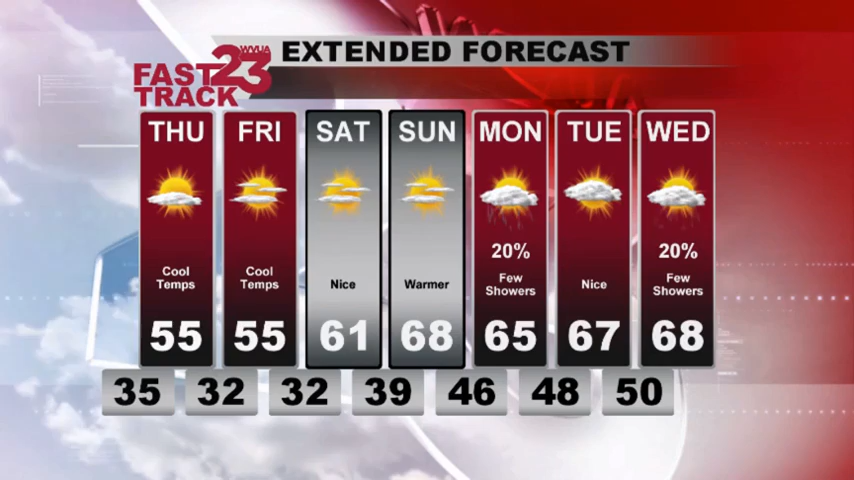 WVUA
23
FAST
TRACK
EXTENDED FORECAST
THU
Cool
Temps
55
FRI
Cool
Temps
55
SAT
Nice
61
SUN
Warmer
68
MON
20%
Few
Showers
65
TUE
Nice
67
WED
20%
Few
Showers
68
35 32 32 39 46 48 50